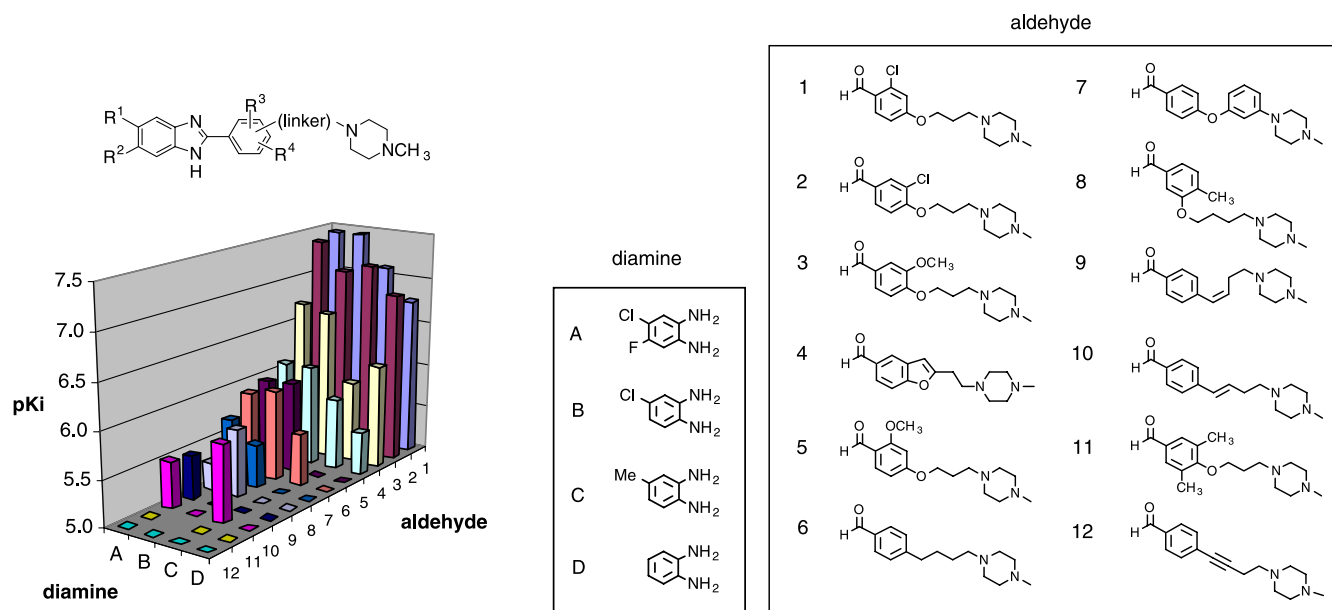 aldehyde
R1
R2
N
N
H
R3
(linker)
R4
N
N
CH3
7.5
7.0
6.5
6.0
5.5
5.0
pKi
A
B
C
D
diamine
12
11
10
9
8
7
6
5
4
3
2
1
aldehyde
diamine
A
Cl
F
NH2
NH2
B
Cl
NH2
NH2
C
Me
NH2
NH2
D
NH2
NH2
1
O
H
Cl
O
N
N
2
O
H
Cl
O
N
N
3
O
H
OCH3
O
N
N
4
O
H
O
N
N
5
O
H
OCH3
O
N
N
6
O
H
N
N
7
O
H
O
N
N
8
O
H
CH3
O
N
N
9
O
H
N
N
10
O
H
N
N
11
O
H
CH3
O
CH3
N
N
12
O
H
N
N